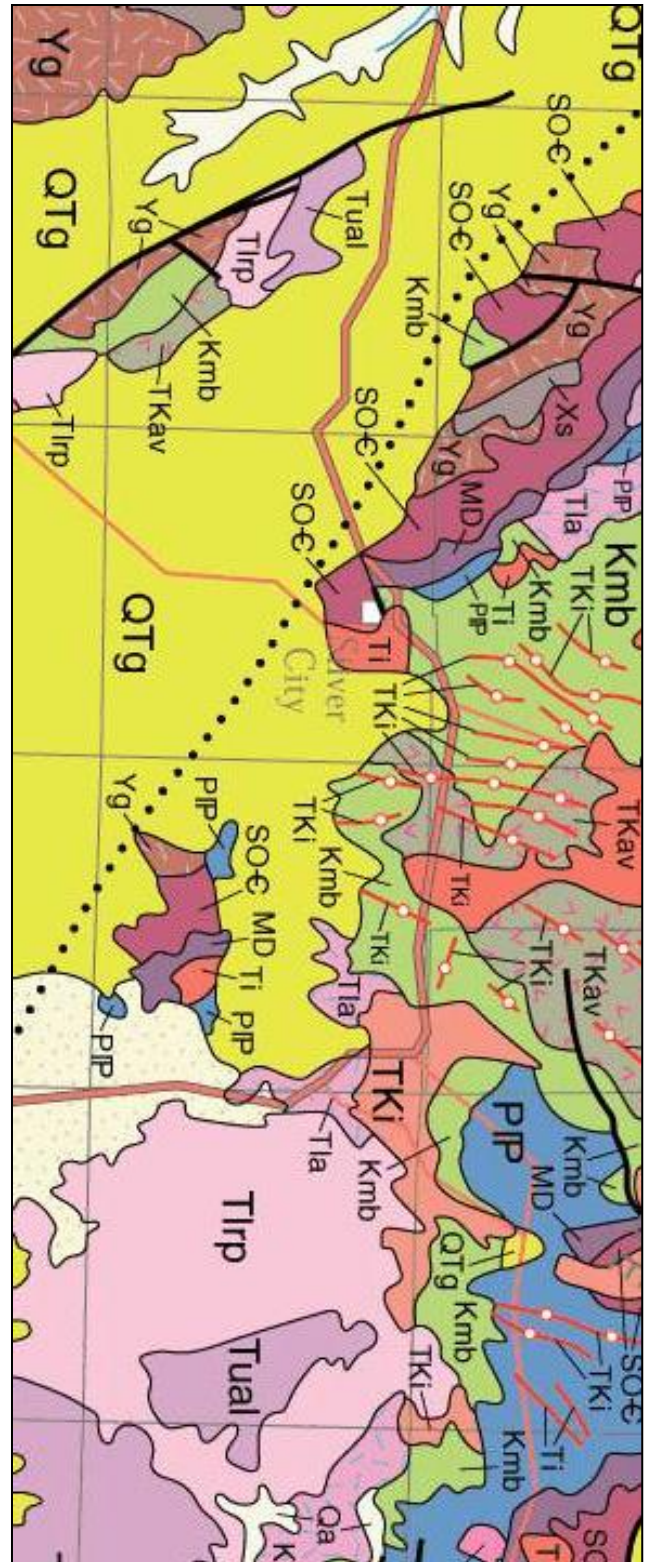 Yg
QTg
SO€
QTg
Yg
Yg
SO€
Tual
Tlrp
Kmb
Yg
Kmb
TKav
Tlrp
SO€
Xs
Yg
MD
PIP
Tla
SO€
Kmb
Kmb
TKi
Ti
PIP
QTg
Ti
Silver
City
TKi
TKi
Kmb
TKav
TKi
Yg
PIP
SO€
MD
Ti
PIP
PIP
TKi
Tla
TKi
TKav
TKi
PIP
Kmb
MD
Tla
Kmb
Tlrp
QTg
Kmb
SO€
TKi
Tual
TKi
Ti
Kmb
Qa